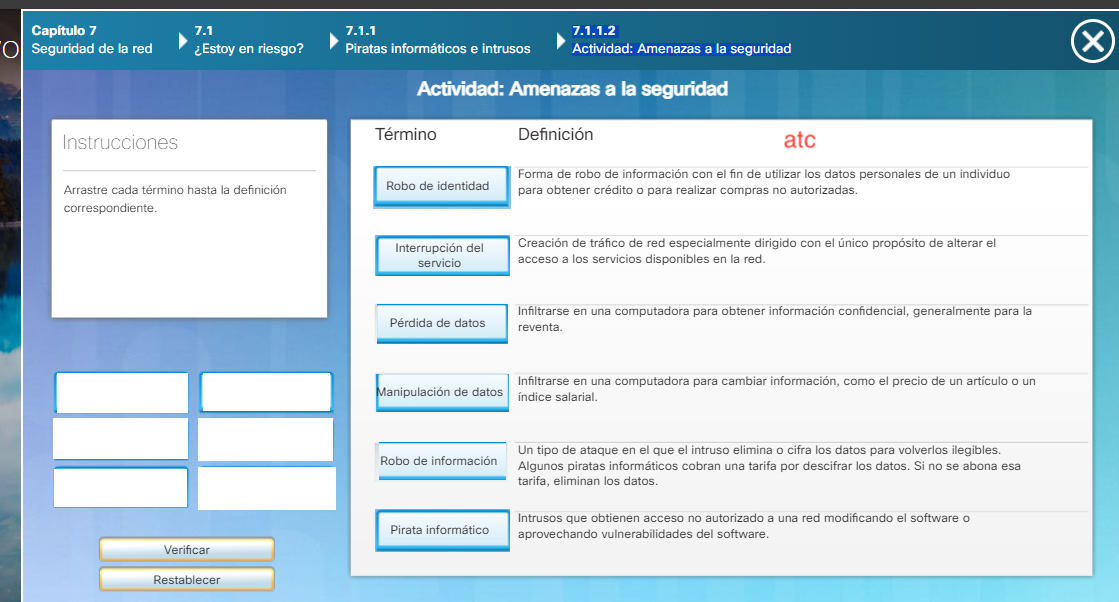 O
Capítulo 7
Seguridad de la red
7.1
¿Estoy en riesgo?
7.1.1
Piratas informáticos e intrusos
7.1.1.2
Actividad: Amenazas a la seguridad
Actividad: Amenazas a la seguridad
Instrucciones
Arrastre cada término hasta la definición
correspondiente.
Verificar
Restablecer
Término
Definición
atc
Robo de identidad
Forma de robo de información con el fin de utilizar los datos personales de un individuo
para obtener crédito o para realizar compras no autorizadas.
Interrupción del
servicio
Creación de tráfico de red especialmente dirigido con el único propósito de alterar el
acceso a los servicios disponibles en la red.
Pérdida de datos
Infiltrarse en una computadora para obtener información confidencial, generalmente para la
reventa.
Manipulación de datos
Infiltrarse en una computadora para cambiar información, como el precio de un artículo o un
índice salarial.
Robo de información
Un tipo de ataque en el que el intruso elimina o cifra los datos para volverlos ilegibles.
Algunos piratas informáticos cobran una tarifa por descifrar los datos. Si no se abona esa
tarifa, eliminan los datos.
Pirata informático
Intrusos que obtienen acceso no autorizado a una red modificando el software o
aprovechando vulnerabilidades del software.